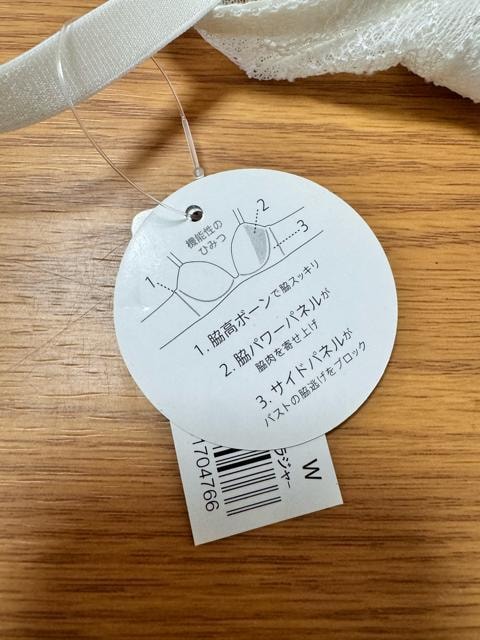 機能性の
ひみつ
1
2
3
1. 脇高ボーンで脇スッキリ
2. 脇パワーパネルが
脇肉を寄せ上げ
3. サイドパネルが
バストの脇逃げをブロック
W
ラジャー
1704766